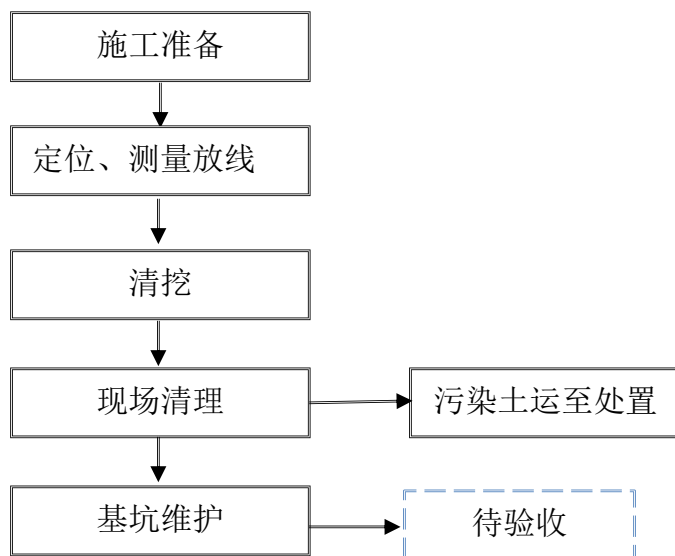 施工准备
定位、测量放线
清挖
现场清理
污染土运至处置
基坑维护
待验收